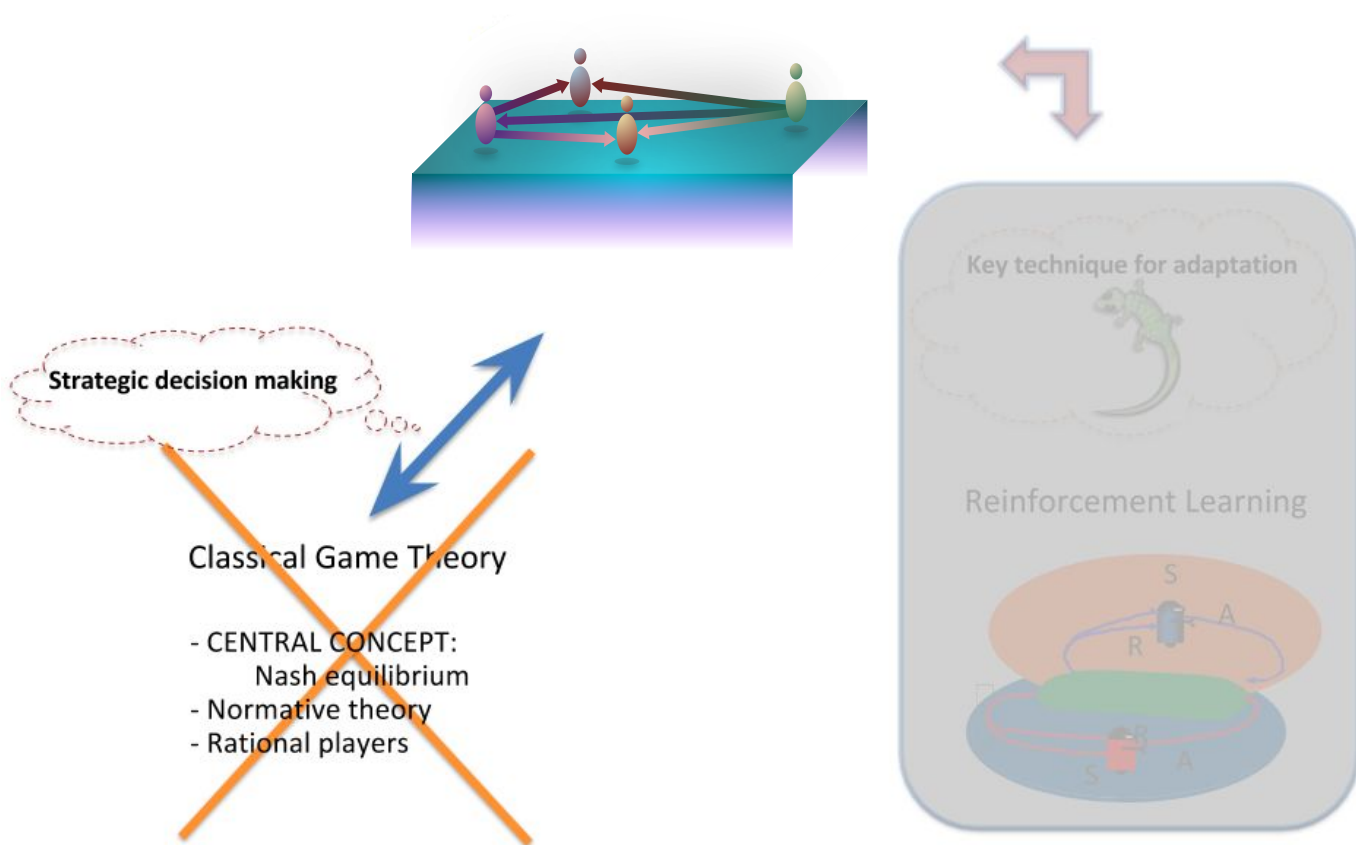 Key technique for adaptation
Strategic decision making
Reinforcement Learning
Classical Game Theory
- CENTRAL CONCEPT:
Nash equilibrium
- Normative theory
- Rational players
S
A
R
R
S
A